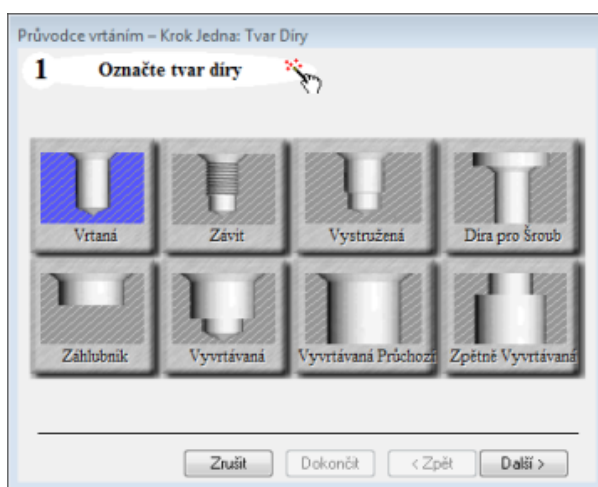 Průvodce vrtáním – Krok Jedna: Tvar Díry
1 Označte tvar díry
Vrtaná Závit Vystružená Díra pro Šroub
Záhlubník Vyvrtávaná Vyvrtávaná Průchozí Zpětně Vyvrtávaná
Zrušit Dokončit < Zpět Další >